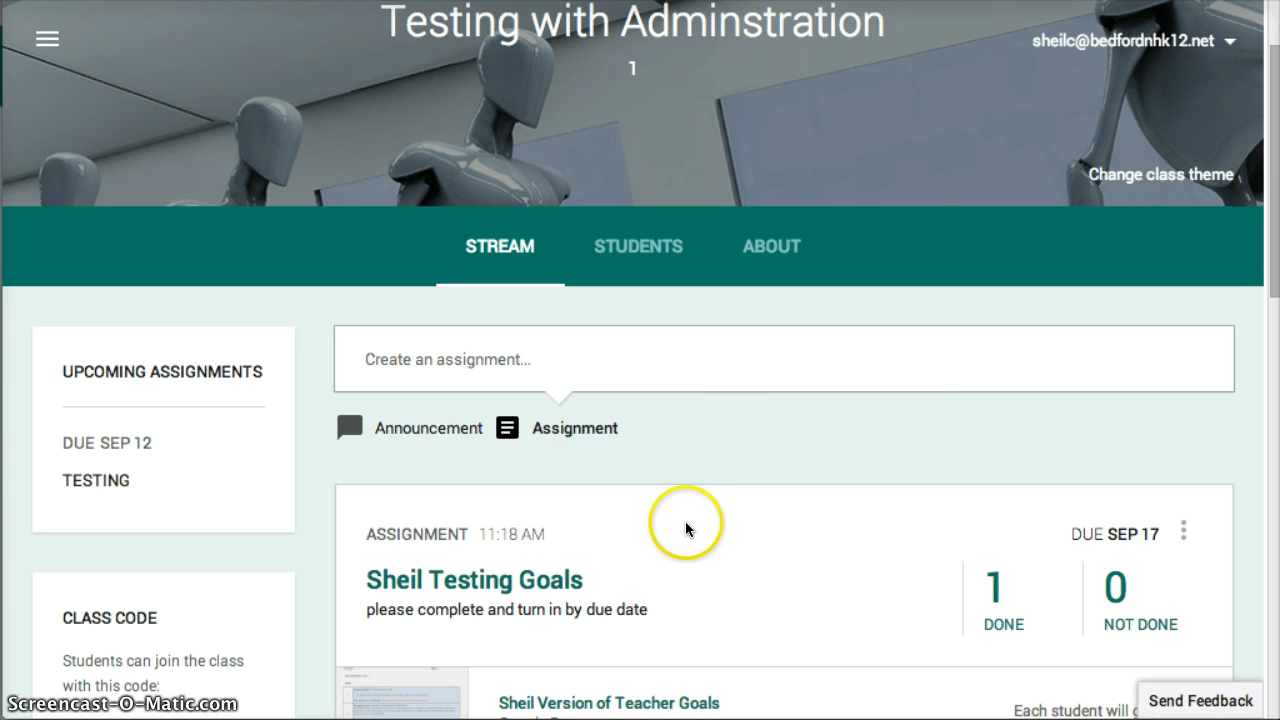 Testing with Adminstration
sheilc@bedfordnhk12.net
1
Change class theme
STREAM STUDENTS ABOUT
UPCOMING ASSIGNMENTS
DUE SEP 12
TESTING
Create an assignment...
Announcement Assignment
ASSIGNMENT 11:18 AM
DUE SEP 17
Sheil Testing Goals
please complete and turn in by due date
1
DONE
0
NOT DONE
CLASS CODE
Students can join the class
with this code:
Sheil Version of Teacher Goals
Each student will
Send Feedback
Screencast-O-Matic.com